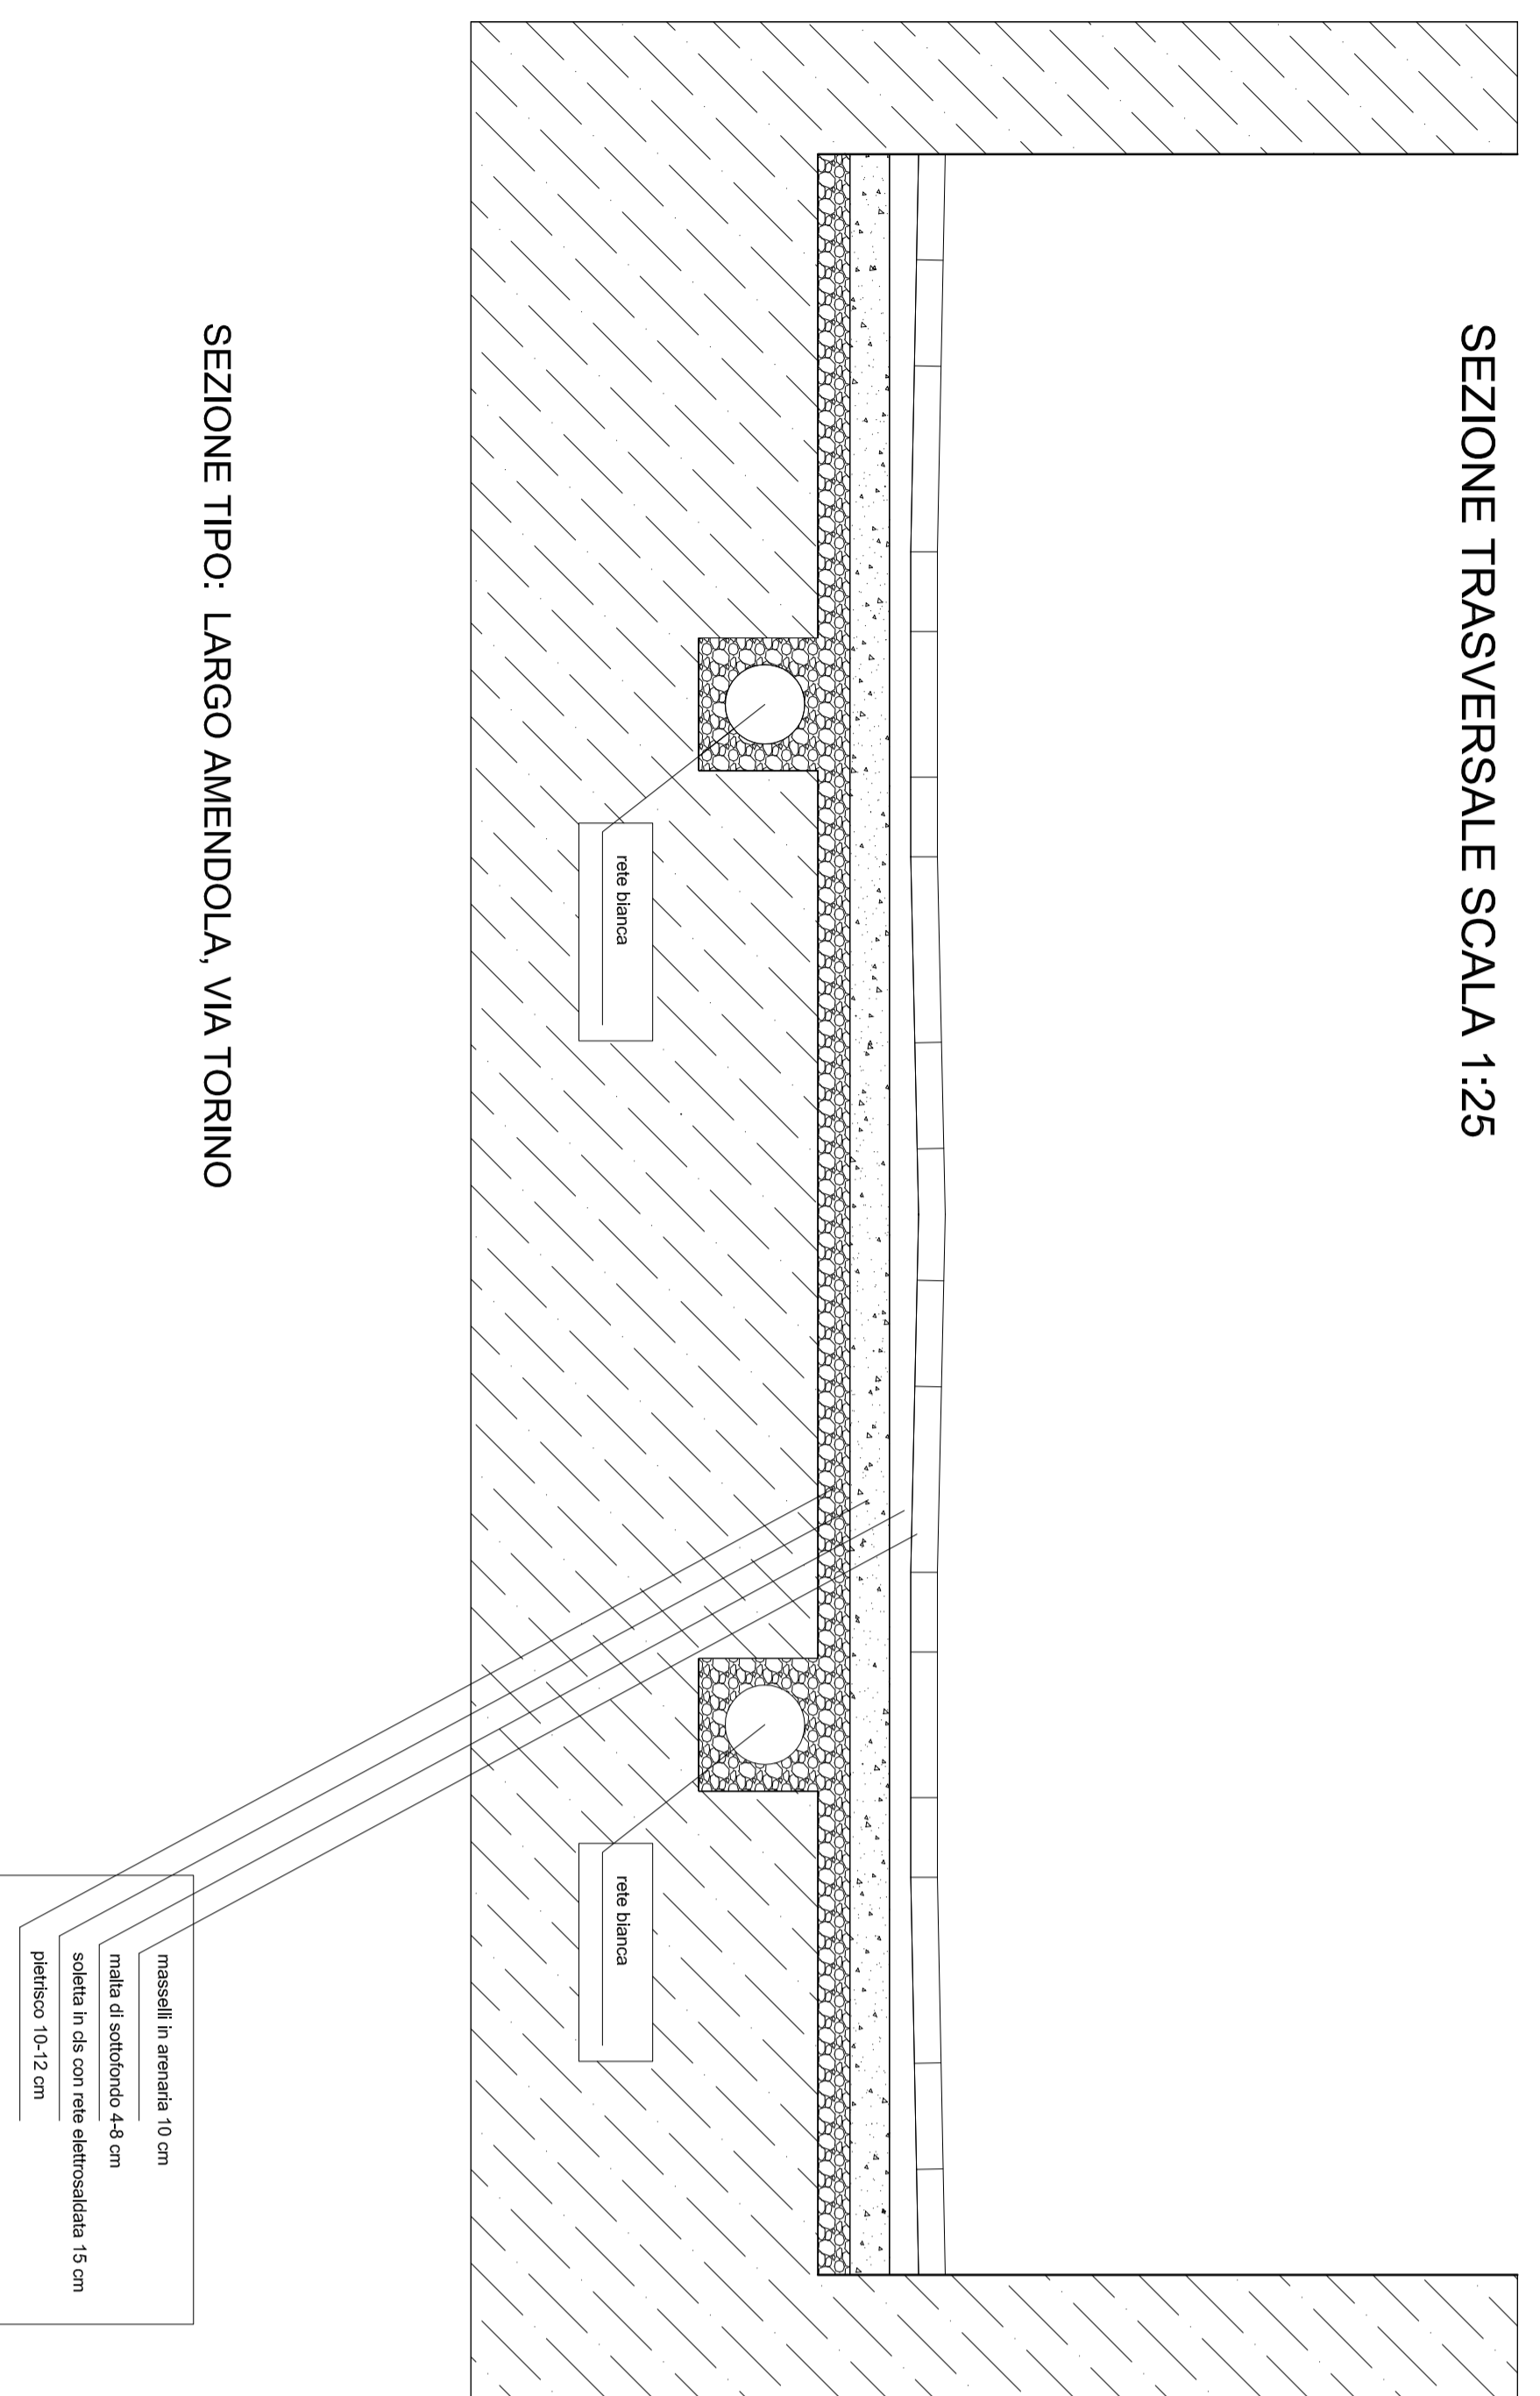 SEZIONE TRASVERSALE SCALA 1:25
rete bianca
rete bianca
SEZIONE TIPO: LARGO AMENDOLA, VIA TORINO
masselli in arenaria 10 cm
malta di sottofondo 4-8 cm
soletta in cls con rete elettrosaldata 15 cm
pietrisco 10-12 cm